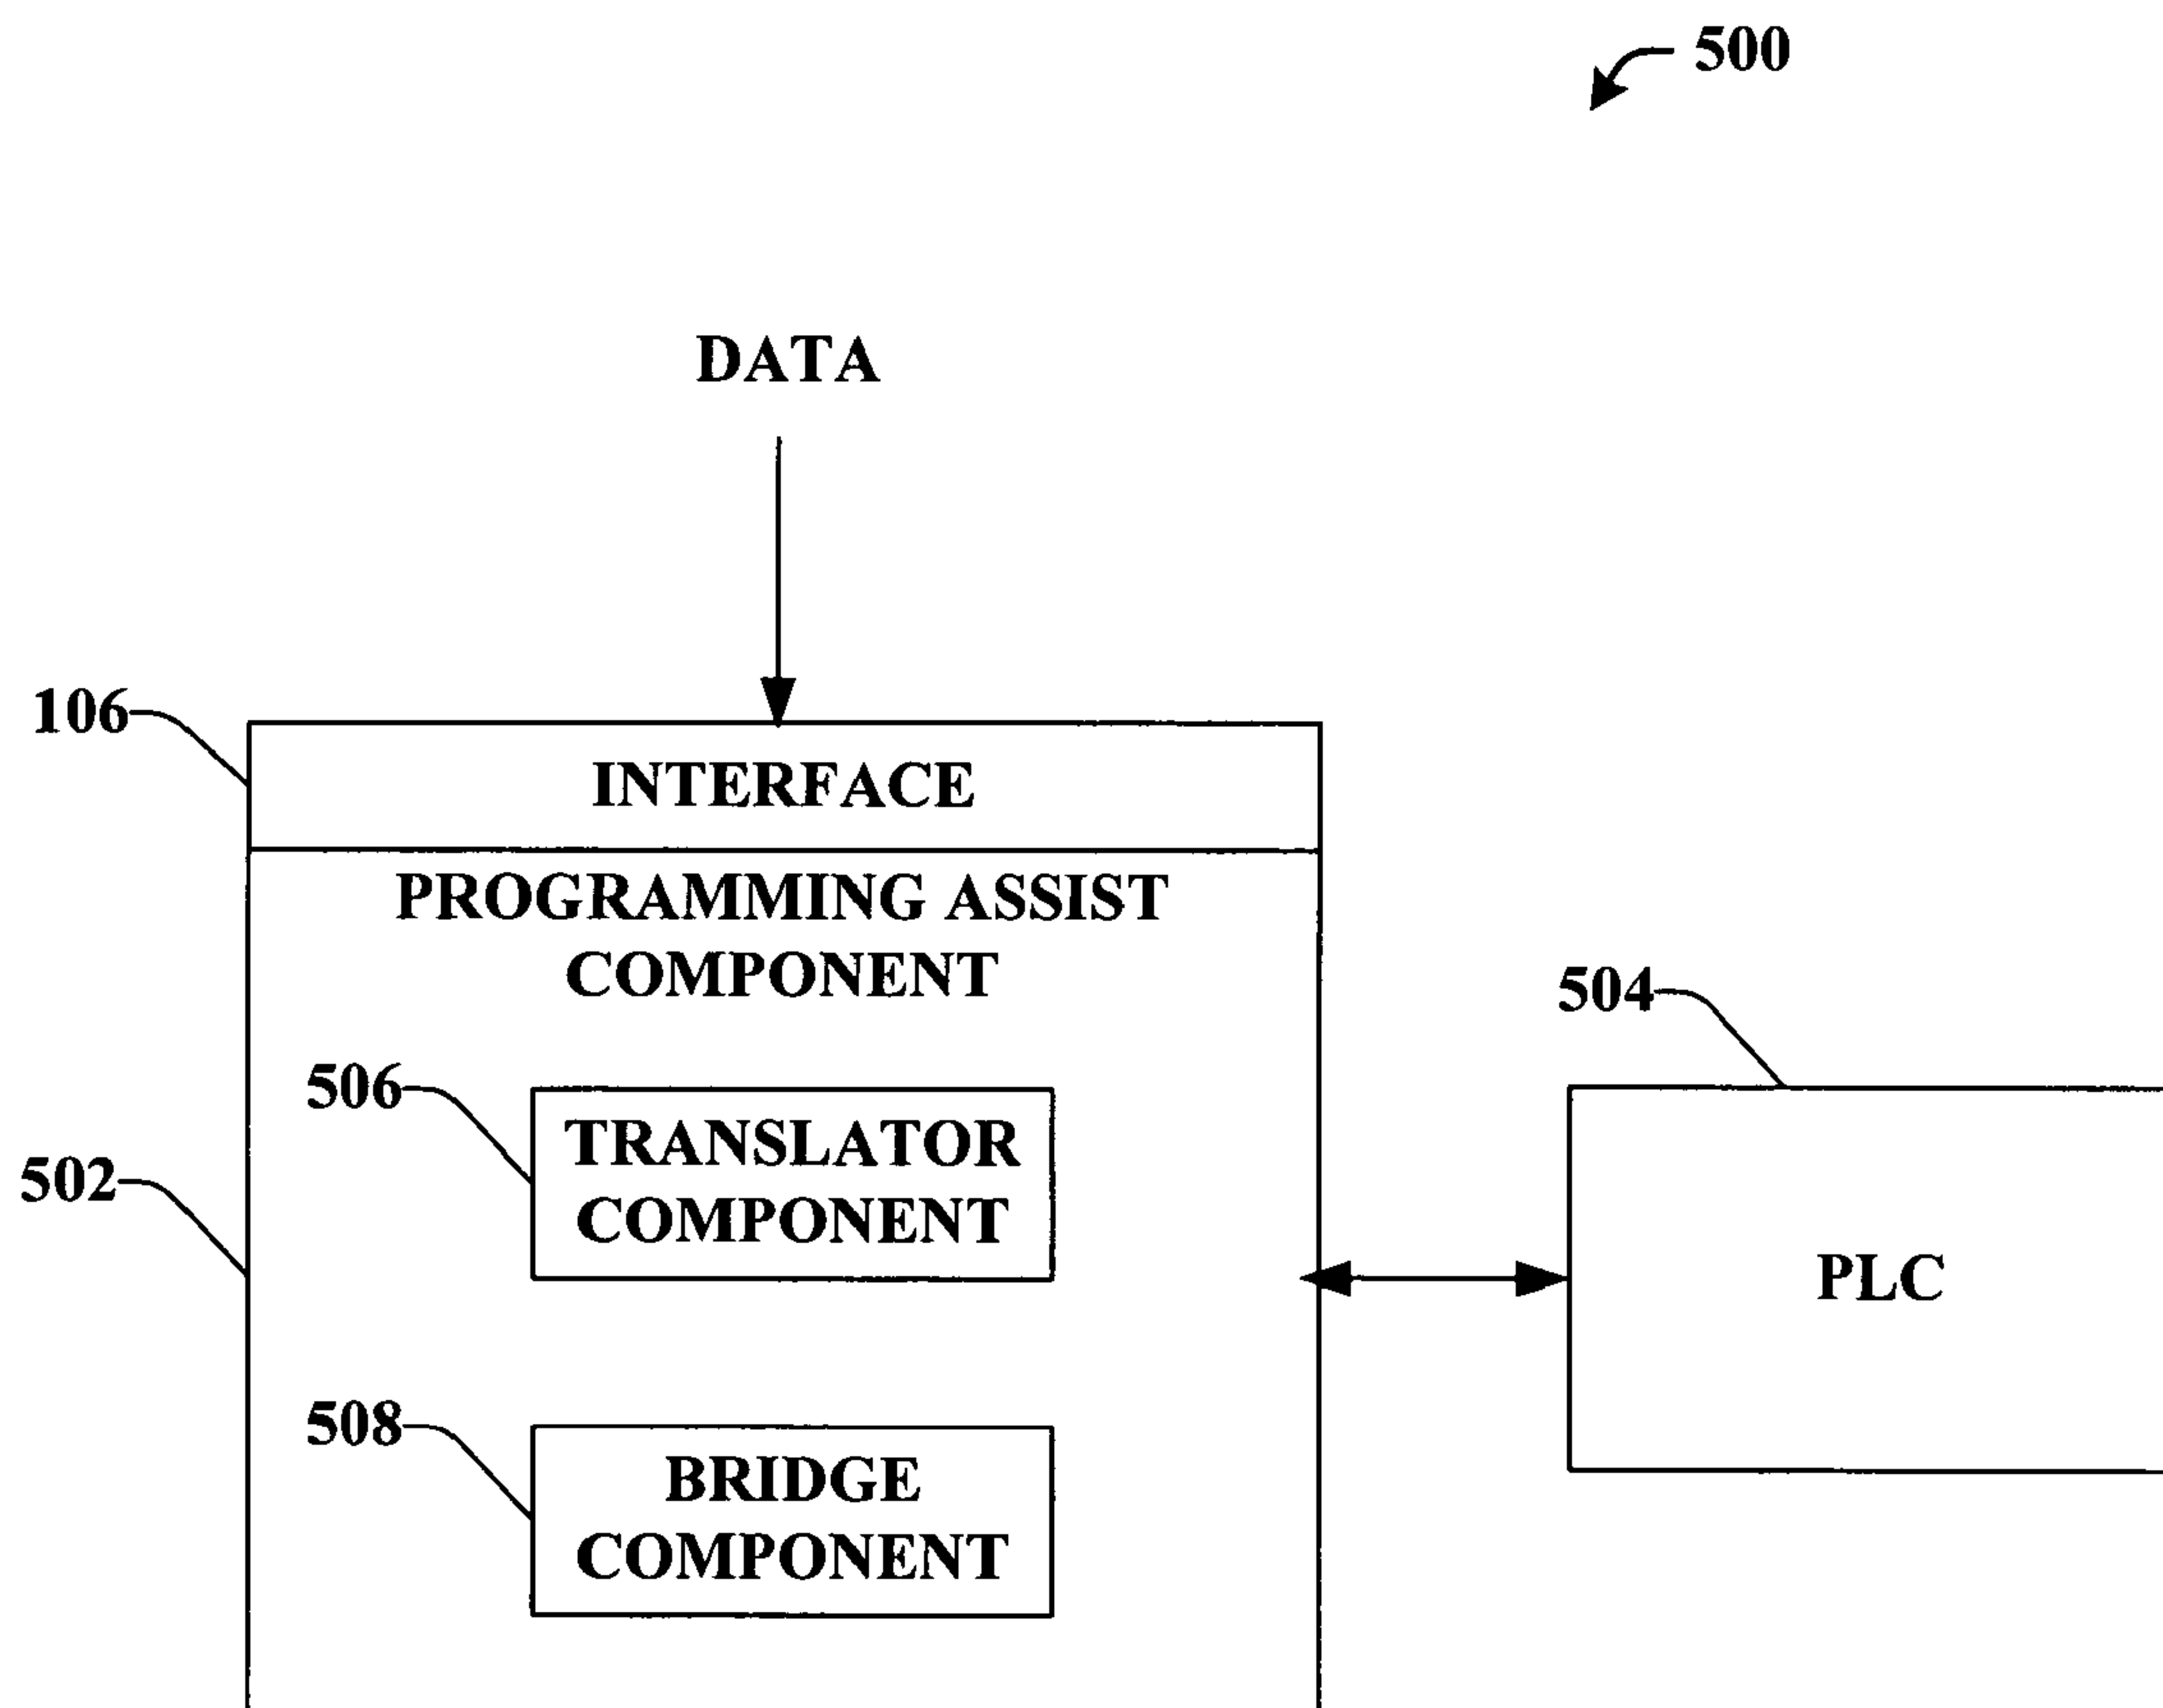 500
DATA
106
INTERFACE
PROGRAMMING ASSIST
COMPONENT
504
506
TRANSLATOR
COMPONENT
502
PLC
508
BRIDGE
COMPONENT